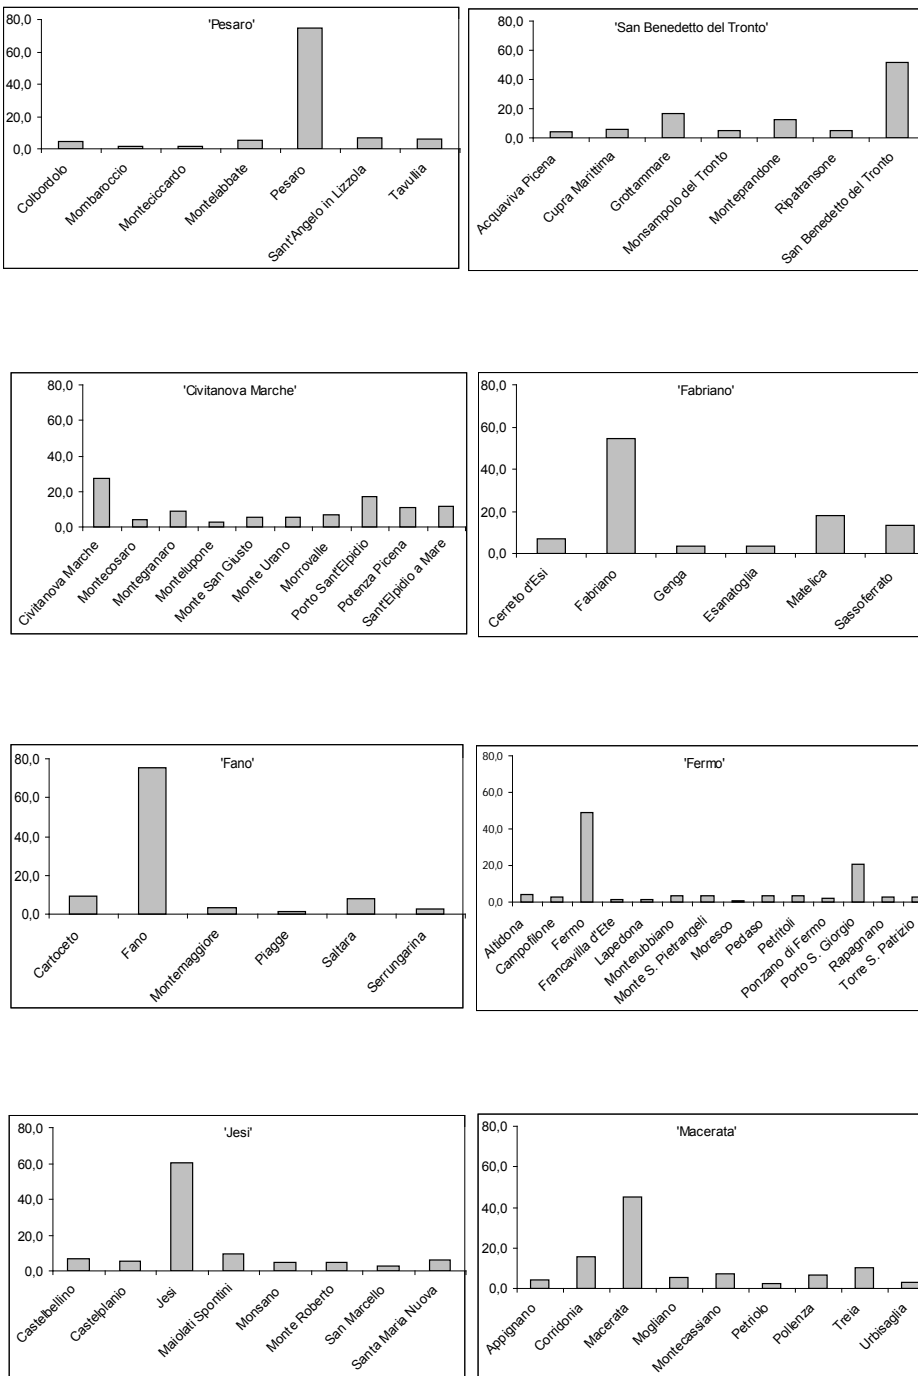 'Pesaro'
80,0
60,0
40,0
20,0
0,0
Colbordolo
Mombaroccio
Monteciccardo
Montelabbate
Pesaro
Sant'Angelo in Lizzola
Tavullia
'San Benedetto del Tronto'
80,0
60,0
40,0
20,0
0,0
Acquaviva Picena
Cupra Marittima
Grottammare
Monsampolo del Tronto
Monteprandone
Ripatransone
San Benedetto del Tronto
'Civitanova Marche'
80,0
60,0
40,0
20,0
0,0
Civitanova Marche
Montecosaro
Montegranaro
Montelupone
Monte San Giusto
Monte Urano
Morrovalle
Porto Sant'Elpidio
Potenza Picena
Sant'Elpidio a Mare
'Fabriano'
80,0
60,0
40,0
20,0
0,0
Cerreto d'Esi
Fabriano
Genga
Esanatoglia
Matelica
Sassoferrato
'Fano'
80,0
60,0
40,0
20,0
0,0
Cartoceto
Fano
Montemaggiore
Piagge
Saltara
Serrungarina
'Fermo'
80,0
60,0
40,0
20,0
0,0
Altidona
Campofilone
Fermo
Francavilla d'Ete
Lapedona
Monterubbiano
Monte S. Pietrangeli
Moresco
Pedaso
Petritoli
Ponzano di Fermo
Porto S. Giorgio
Rapagnano
Torre S. Patrizio
'Jesi'
80,0
60,0
40,0
20,0
0,0
Castelbellino
Castelplanio
Jesi
Maiolati Spontini
Monsano
Monte Roberto
San Marcello
Santa Maria Nuova
'Macerata'
80,0
60,0
40,0
20,0
0,0
Appignano
Corridonia
Macerata
Mogliano
Montecassiano
Petriolo
Pollenza
Treia
Urbisaglia